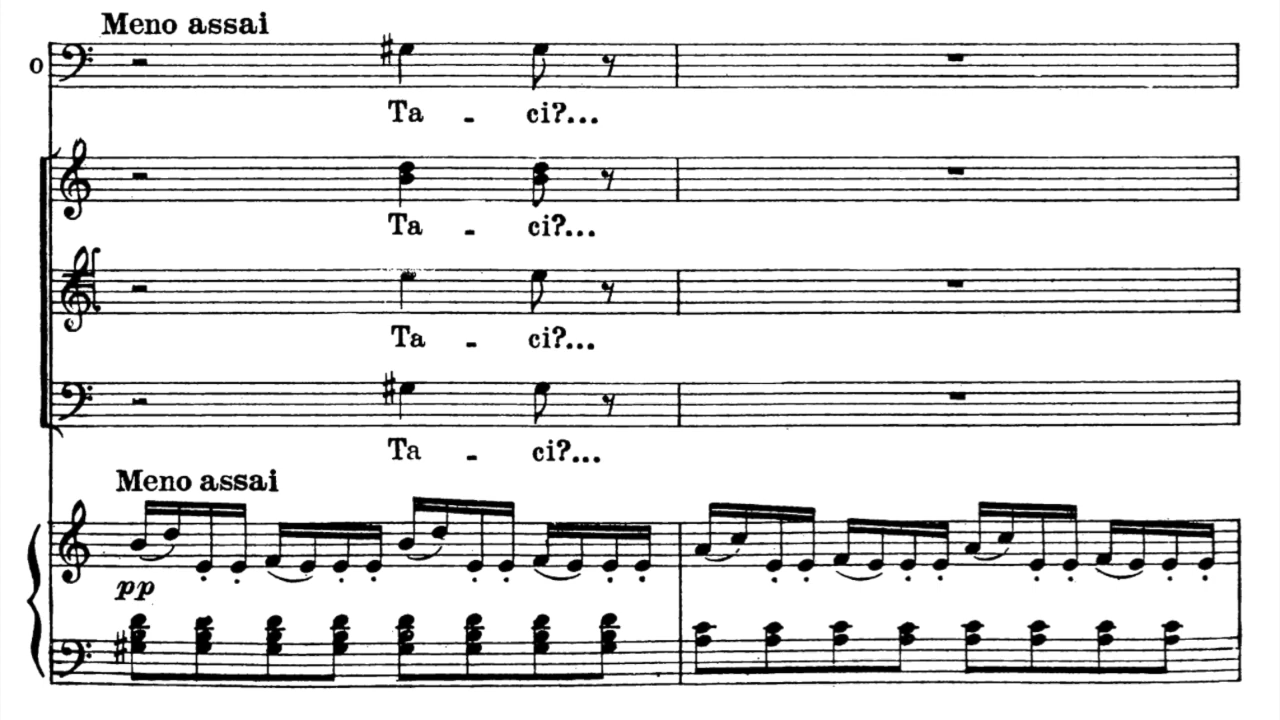 Meno assai
o
Ta - ci?...
Ta - ci?...
Ta - ci?...
Ta - ci?...
Meno assai
pp